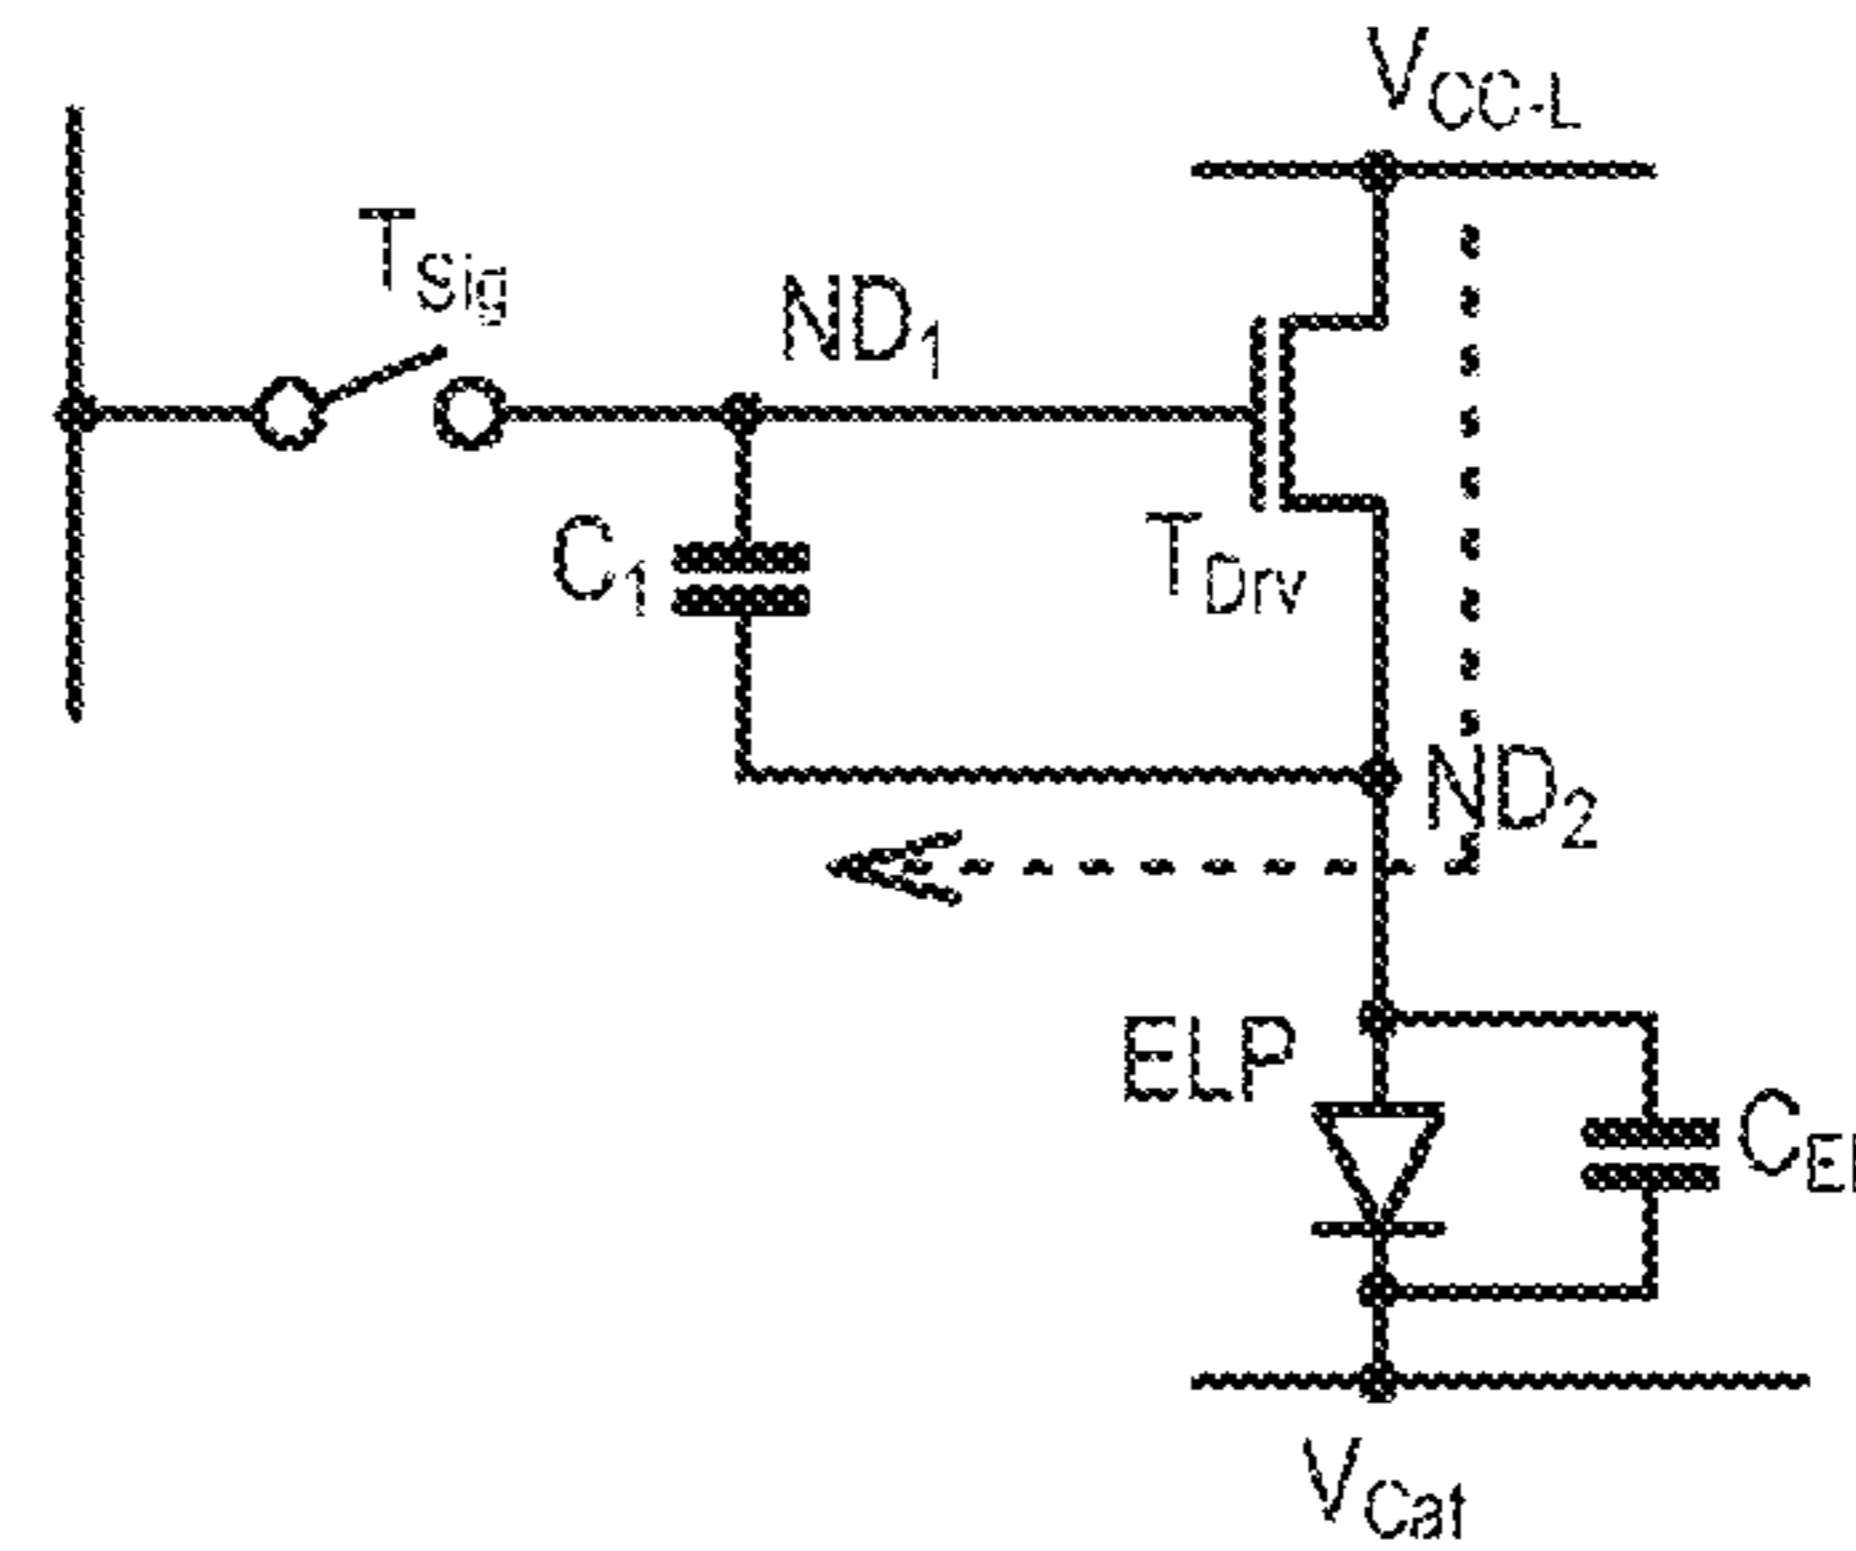 V_CC-L
T_Sig
ND_1
C_1
T_Drv
ND_2
ELP
V_Cat